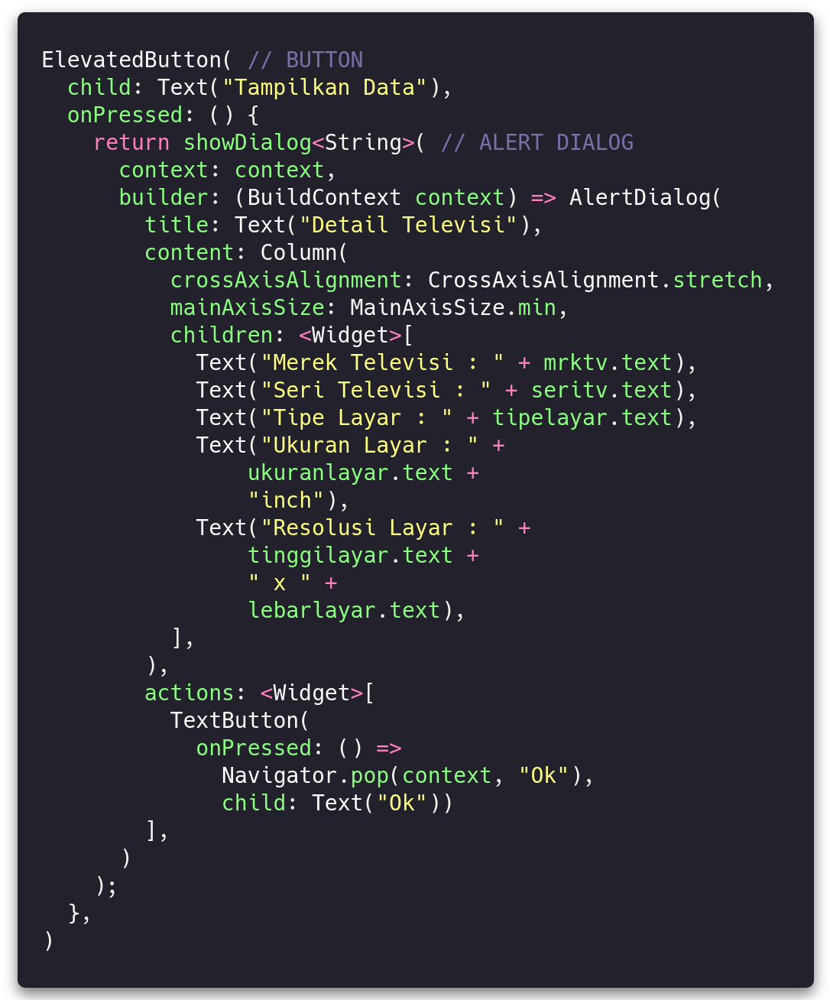 ElevatedButton( // BUTTON
  child: Text("Tampilkan Data"),
  onPressed: () {
    return showDialog<String>( // ALERT DIALOG
      context: context,
      builder: (BuildContext context) => AlertDialog(
        title: Text("Detail Televisi"),
        content: Column(
          crossAxisAlignment: CrossAxisAlignment.stretch,
          mainAxisSize: MainAxisSize.min,
          children: <Widget>[
            Text("Merek Televisi : " + mrktv.text),
            Text("Seri Televisi : " + seritv.text),
            Text("Tipe Layar : " + tipelayar.text),
            Text("Ukuran Layar : " +
                ukuranlayar.text +
                "inch"),
            Text("Resolusi Layar : " +
                tinggilayar.text +
                " x " +
                lebarlayar.text),
          ],
        ),
        actions: <Widget>[
          TextButton(
            onPressed: () =>
              Navigator.pop(context, "Ok"),
              child: Text("Ok"))
        ],
      )
    );
  },
)